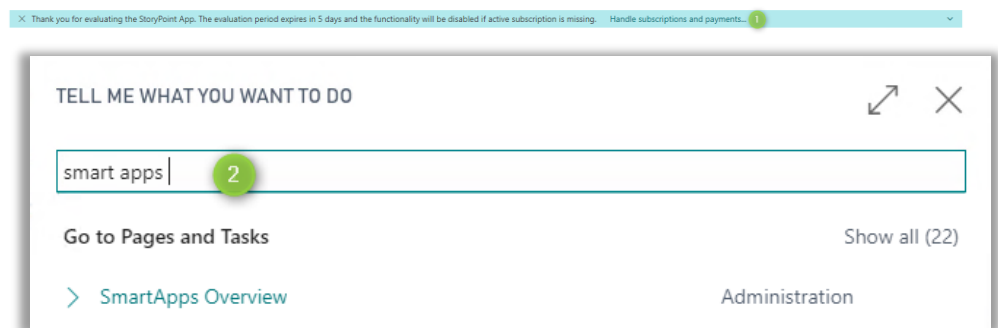 Thank you for evaluating the StoryPoint App. The evaluation period expires in 5 days and the functionality will be disabled if active subscription is missing. Handle subscriptions and payments... 1
TELL ME WHAT YOU WANT TO DO
smart apps 2
Go to Pages and Tasks Show all (22)
SmartApps Overview Administration